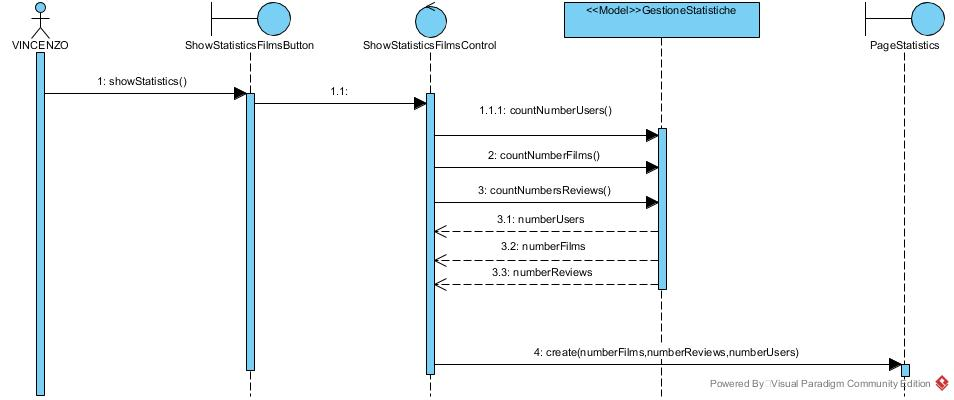 <<Model>>GestioneStatistiche
VINCENZO
ShowStatisticsFilmsButton
ShowStatisticsFilmsControl
PageStatistics
1: showStatistics()
1.1:
1.1.1: countNumberUsers()
2: countNumberFilms()
3: countNumbersReviews()
3.1: numberUsers
3.2: numberFilms
3.3: numberReviews
4: create(numberFilms,numberReviews,numberUsers)
Powered By Visual Paradigm Community Edition